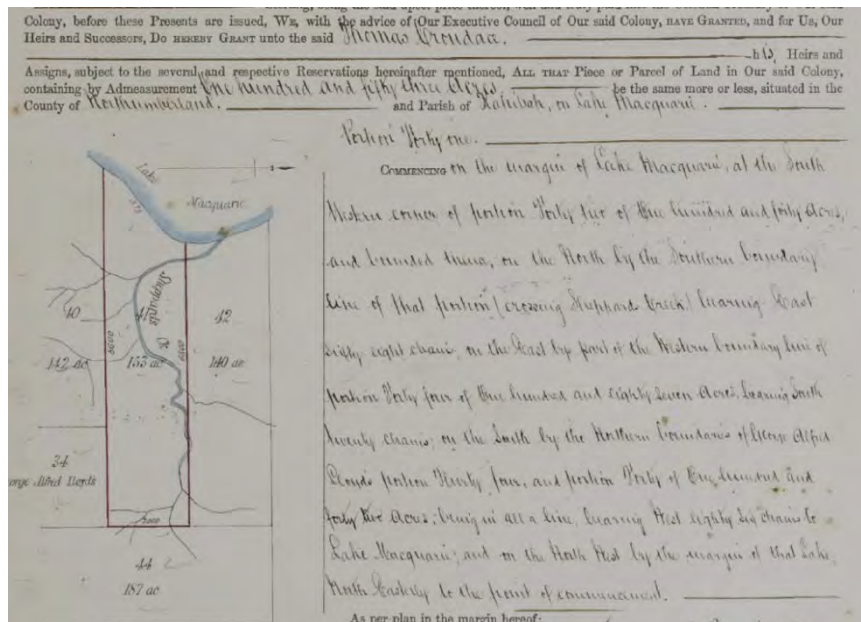 Colony, before these Presents are issued, WE, with the advice of Our Executive Council of Our said Colony, HAVE GRANTED, and for Us, Our
Heirs and Successors, Do HEREBY GRANT unto the said Thomas Croudace.
his Heirs and
Assigns, subject to the several and respective Reservations hereinafter mentioned, ALL THAT Piece or Parcel of Land in Our said Colony,
containing by Admeasurement One hundred and fifty three Acres, be the same more or less, situated in the
County of Northumberland. and Parish of Kahibah, on Lake Macquarie.
Portion Forty one.
COMMENCING on the margin of Lake Macquarie, at the South
Western corner of portion Forty two of One hundred and forty Acres,
and bounded thence, on the North by the Southern boundary
line of that portion (crossing Sheppards Creek) bearing East
sixty eight chains, on the East by part of the Western boundary line of
portion Forty four of One hundred and eighty seven Acres, bearing South
twenty chains; on the South by the Northern boundaries of George Alfred
Lloyds portion Thirty four, and portion Forty of One hundred and
forty two Acres; being in all a line, bearing West eighty six chains to
Lake Macquarie; and on the North West by the margin of that Lake,
North Easterly to the point of commencement.
As per plan in the margin hereof:
Lake
Macquarie
Sheppards Ck
40
142 ac
41
153 ac
42
140 ac
34
George Alfred Lloyds
44
187 ac